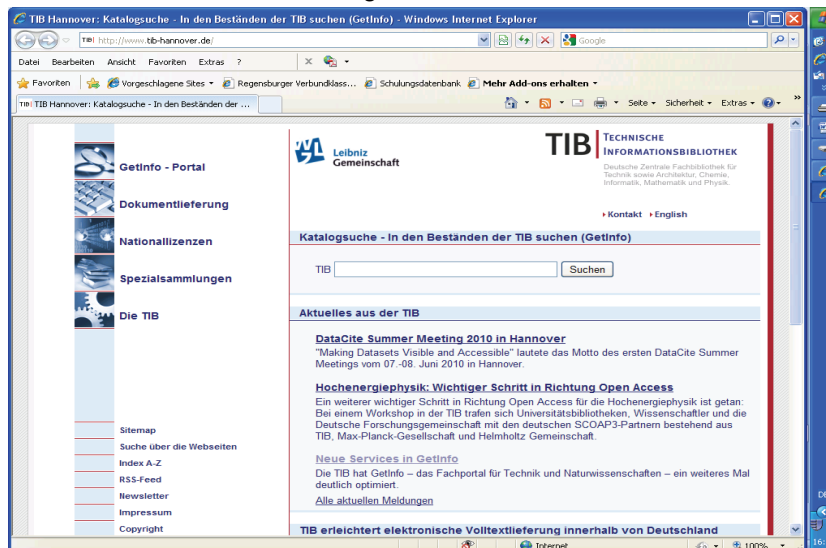 TIB Hannover: Katalogsuche - In den Beständen der TIB suchen (GetInfo) - Windows Internet Explorer
TIB http://www.tib-hannover.de/
Google
Datei Bearbeiten Ansicht Favoriten Extras ?
Favoriten Vorgeschlagene Sites Regensburger Verbundklass... Schulungsdatenbank Mehr Add-ons erhalten
TIB TIB Hannover: Katalogsuche - In den Beständen der ...
Seite Sicherheit Extras »
GetInfo - Portal
Dokumentlieferung
Nationallizenzen
Spezialsammlungen
Die TIB
Sitemap
Suche über die Webseiten
Index A-Z
RSS-Feed
Newsletter
Impressum
Copyright
Leibniz
Gemeinschaft
TIB TECHNISCHE
INFORMATIONSBIBLIOTHEK
Deutsche Zentrale Fachbibliothek für
Technik sowie Architektur, Chemie,
Informatik, Mathematik und Physik.
Kontakt English
Katalogsuche - In den Beständen der TIB suchen (GetInfo)
TIB Suchen
Aktuelles aus der TIB
DataCite Summer Meeting 2010 in Hannover
"Making Datasets Visible and Accessible" lautete das Motto des ersten DataCite Summer
Meetings vom 07.-08. Juni 2010 in Hannover.
Hochenergiephysik: Wichtiger Schritt in Richtung Open Access
Ein weiterer wichtiger Schritt in Richtung Open Access für die Hochenergiephysik ist getan:
Bei einem Workshop in der TIB trafen sich Universitätsbibliotheken, Wissenschaftler und die
Deutsche Forschungsgemeinschaft mit den deutschen SCOAP3-Partnern bestehend aus
TIB, Max-Planck-Gesellschaft und Helmholtz Gemeinschaft.
Neue Services in GetInfo
Die TIB hat GetInfo – das Fachportal für Technik und Naturwissenschaften – ein weiteres Mal
deutlich optimiert.
Alle aktuellen Meldungen
TIB erleichtert elektronische Volltextlieferung innerhalb von Deutschland
Internet
100%